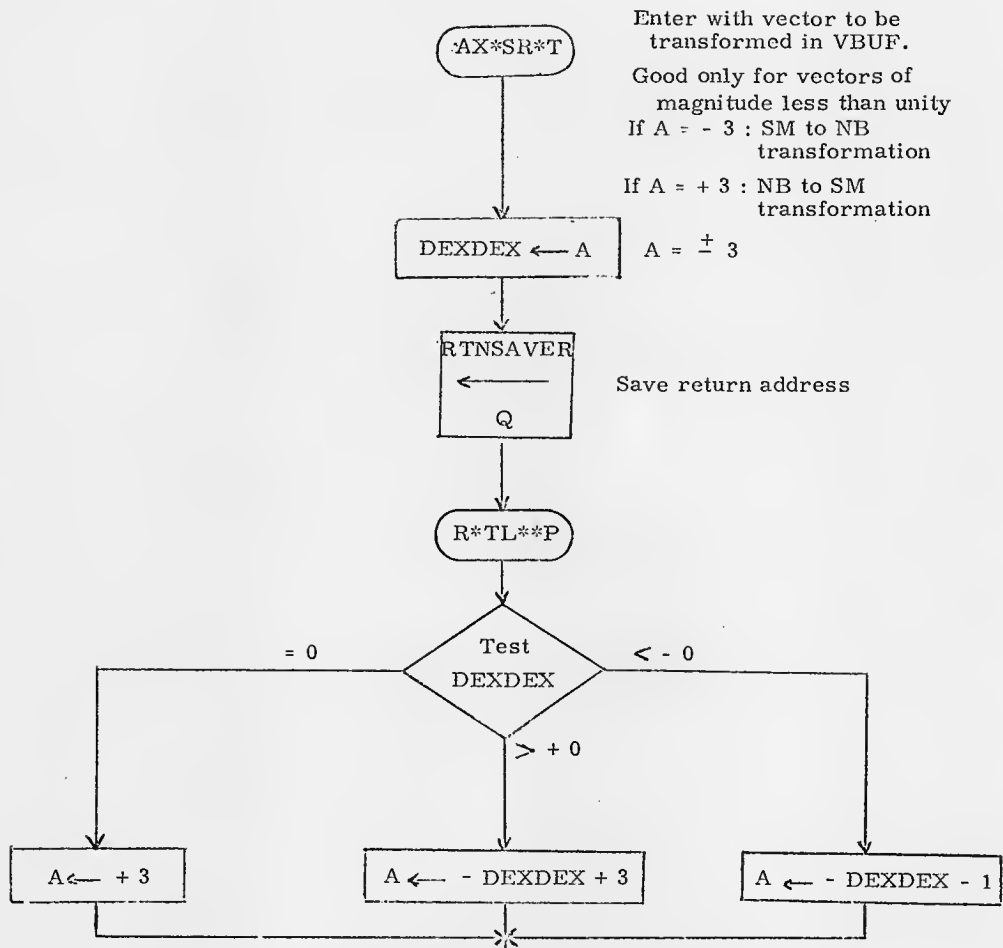 Enter with vector to be
transformed in VBUF.
AX*SR*T
Good only for vectors of
magnitude less than unity
If A = - 3 : SM to NB
transformation
If A = + 3 : NB to SM
transformation
DEXDEX ← A
A = ± 3
RTNSAVER
←
Q
Save return address
R*TL**P
Test
DEXDEX
= 0
< - 0
> + 0
A ← + 3
A ← - DEXDEX + 3
A ← - DEXDEX - 1